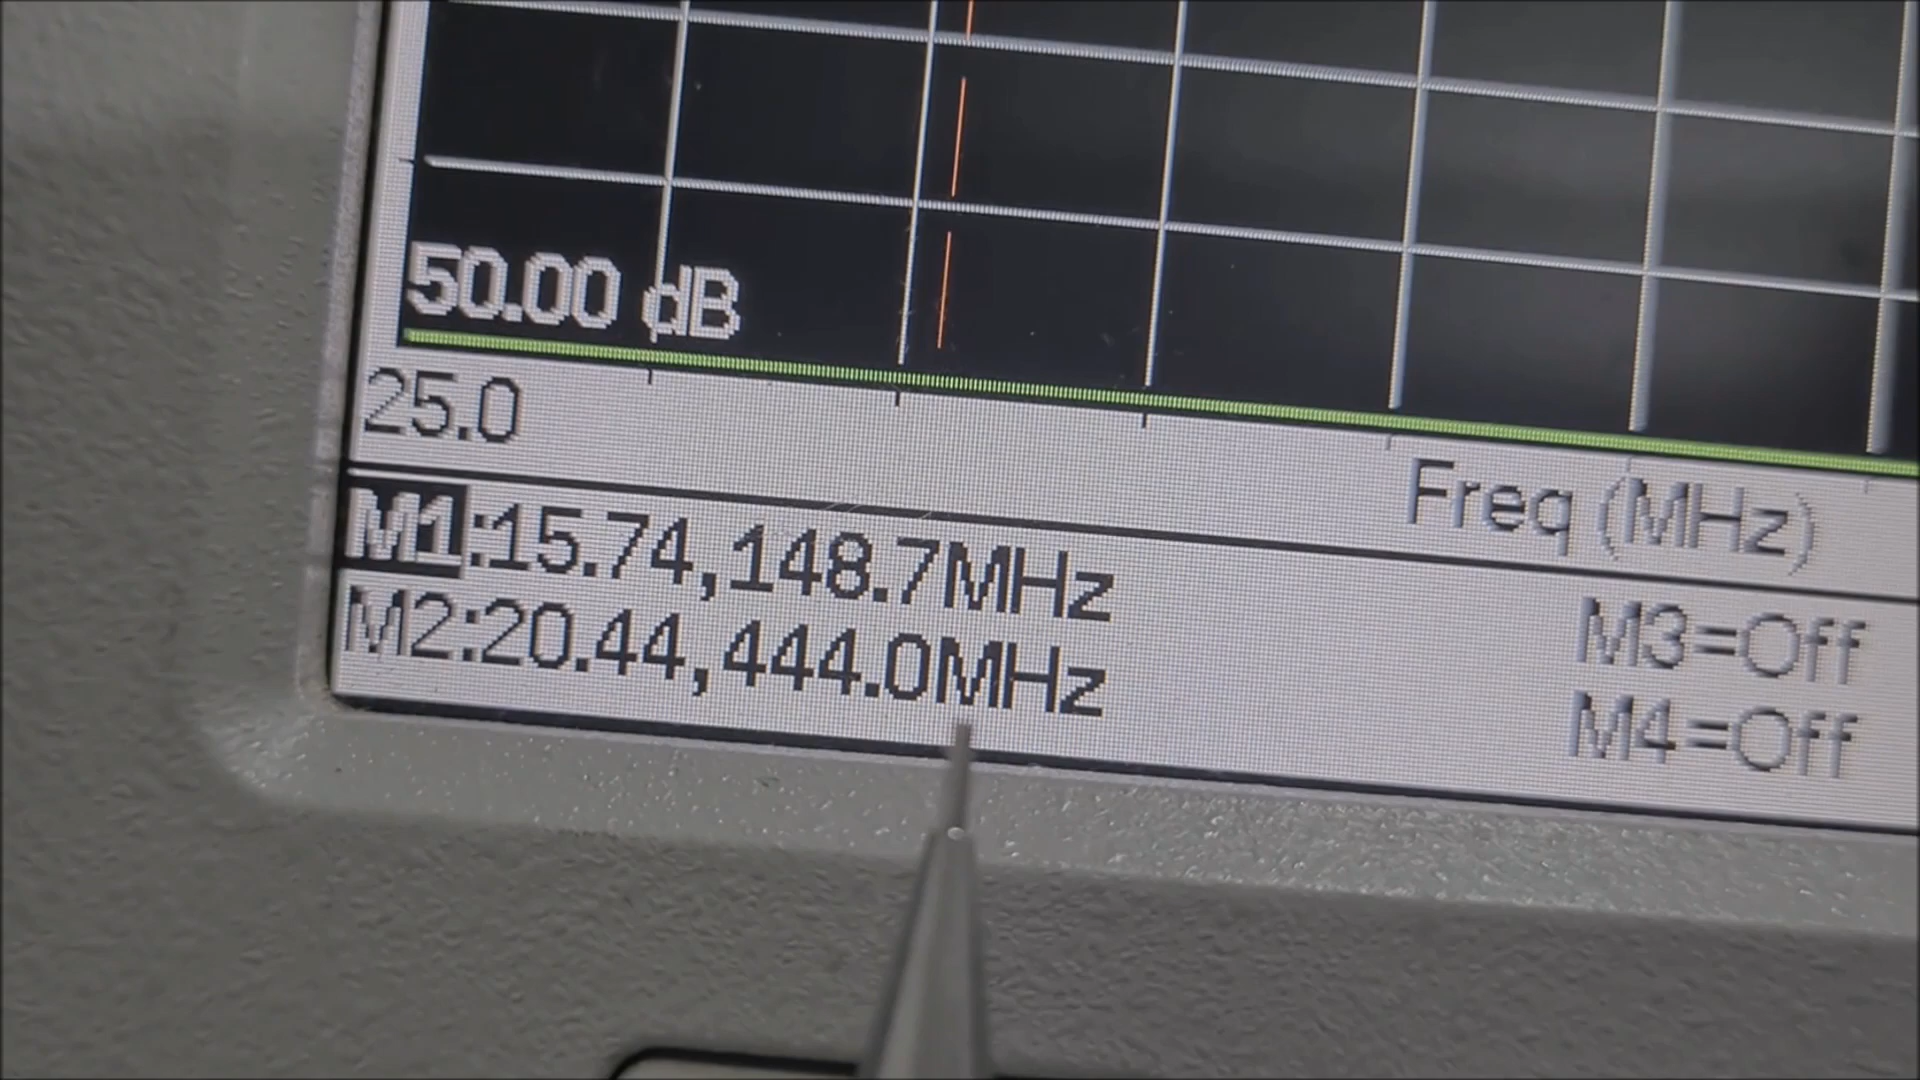 50.00 dB
25.0
Freq (MHz)
M1:15.74,148.7MHz
M3=Off
M2:20.44,444.0MHz
M4=Off